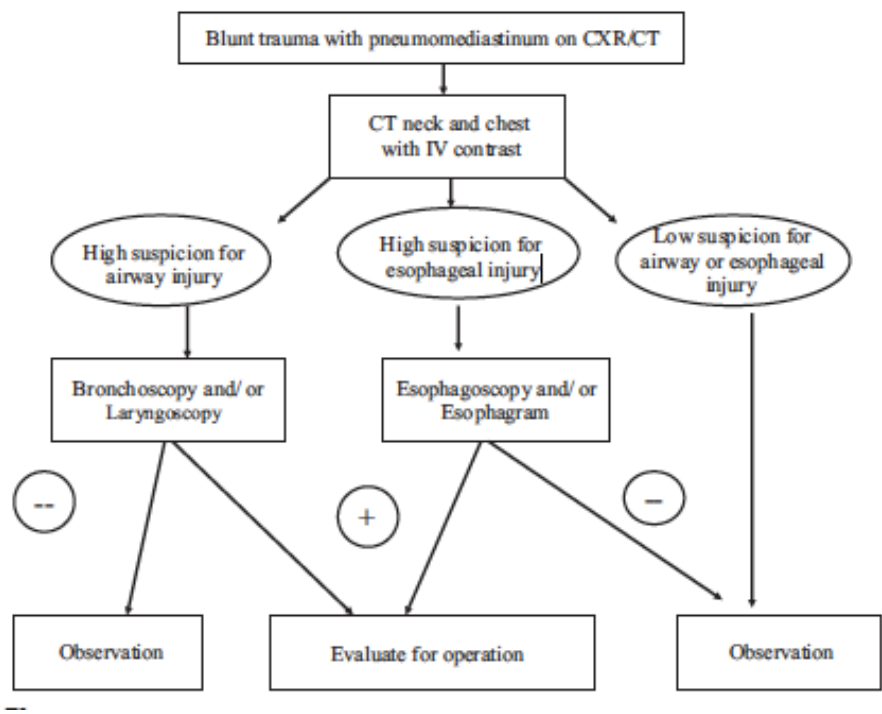 Blunt trauma with pneumomediastinum on CXR/CT
CT neck and chest
with IV contrast
High suspicion for
airway injury
High suspicion for
esophageal injury
Low suspicion for
airway or esophageal
injury
Bronchoscopy and/ or
Laryngoscopy
Esophagoscopy and/ or
Esophagram
--
+
–
Observation
Evaluate for operation
Observation